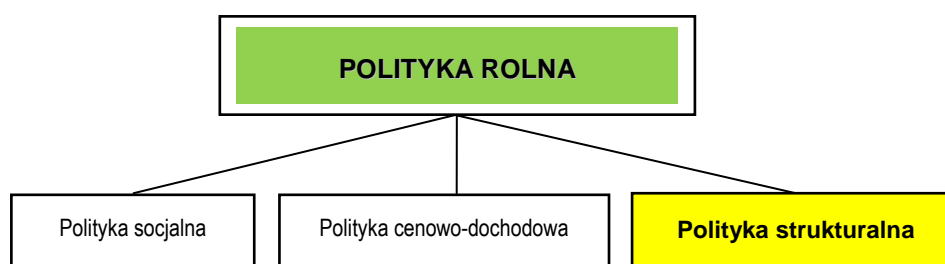 POLITYKA ROLNA
Polityka socjalna
Polityka cenowo-dochodowa
Polityka strukturalna